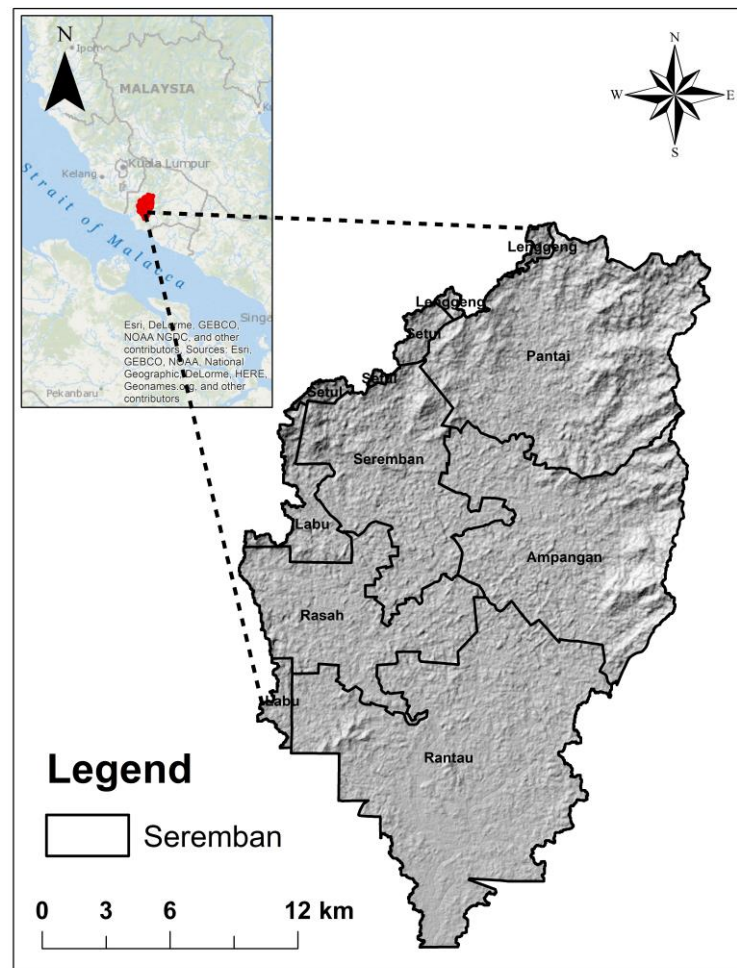 N
Ipom
MALAYSIA
Kuala Lumpur
Kelang
Strait of Malacca
Singa
Esri, DeLorme, GEBCO,
NOAA NGDC, and other
contributors, Sources: Esri,
GEBCO, NOAA, National
Geographic, DeLorme, HERE,
Geonames.org, and other
contributors
Pekanbaru
N
W
E
S
Lenggeng
Lenggeng
Setul
Pantai
Setul
Setul
Seremban
Labu
Ampangan
Rasah
Labu
Rantau
Legend
Seremban
0 3 6 12 km